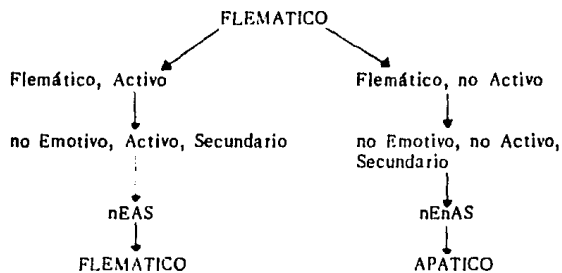 FLEMATICO
Flemático, Activo
Flemático, no Activo
no Emotivo, Activo, Secundario
no Emotivo, no Activo,
Secundario
nEAS
nEnAS
FLEMATICO
APATICO